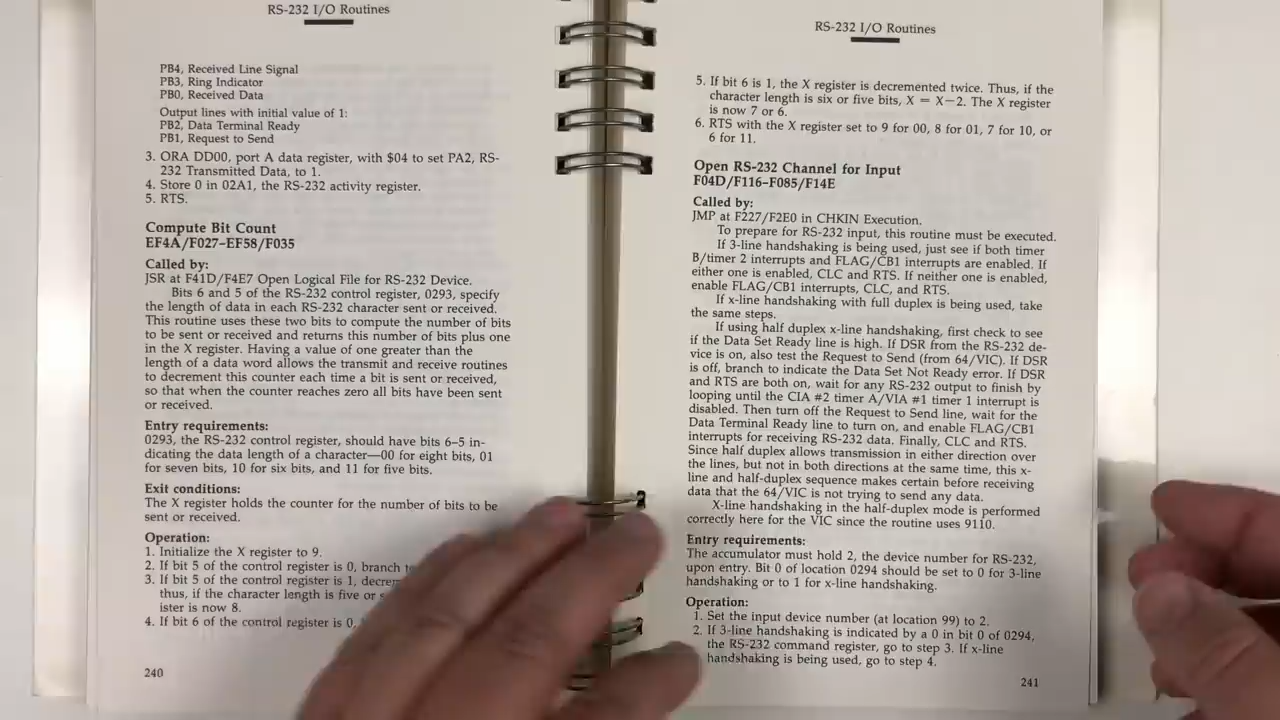 RS-232 I/O Routines
PB4, Received Line Signal
PB3, Ring Indicator
PB0, Received Data
Output lines with initial value of 1:
PB2, Data Terminal Ready
PB1, Request to Send
3. ORA DD00, port A data register, with $04 to set PA2, RS-
232 Transmitted Data, to 1.
4. Store 0 in 02A1, the RS-232 activity register.
5. RTS.
Compute Bit Count
EF4A/F027–EF58/F035
Called by:
JSR at F41D/F4E7 Open Logical File for RS-232 Device.
Bits 6 and 5 of the RS-232 control register, 0293, specify
the length of data in each RS-232 character sent or received.
This routine uses these two bits to compute the number of bits
to be sent or received and returns this number of bits plus one
in the X register. Having a value of one greater than the
length of a data word allows the transmit and receive routines
to decrement this counter each time a bit is sent or received,
so that when the counter reaches zero all bits have been sent
or received.
Entry requirements:
0293, the RS-232 control register, should have bits 6–5 in-
dicating the data length of a character—00 for eight bits, 01
for seven bits, 10 for six bits, and 11 for five bits.
Exit conditions:
The X register holds the counter for the number of bits to be
sent or received.
Operation:
1. Initialize the X register to 9.
2. If bit 5 of the control register is 0, branch
3. If bit 5 of the control register is 1,
thus, if the character length is five or
ister is now 8.
4. If bit 6 of the control register is 0,
240
RS-232 I/O Routines
5. If bit 6 is 1, the X register is decremented twice. Thus, if the
character length is six or five bits, X = X−2. The X register
is now 7 or 6.
6. RTS with the X register set to 9 for 00, 8 for 01, 7 for 10, or
6 for 11.
Open RS-232 Channel for Input
F04D/F116–F085/F14E
Called by:
JMP at F227/F2E0 in CHKIN Execution.
To prepare for RS-232 input, this routine must be executed.
If 3-line handshaking is being used, just see if both timer
B/timer 2 interrupts and FLAG/CB1 interrupts are enabled. If
either one is enabled, CLC and RTS. If neither one is enabled,
enable FLAG/CB1 interrupts, CLC, and RTS.
If x-line handshaking with full duplex is being used, take
the same steps.
If using half duplex x-line handshaking, first check to see
if the Data Set Ready line is high. If DSR from the RS-232 de-
vice is on, also test the Request to Send (from 64/VIC). If DSR
is off, branch to indicate the Data Set Not Ready error. If DSR
and RTS are both on, wait for any RS-232 output to finish by
looping until the CIA #2 timer A/VIA #1 timer 1 interrupt is
disabled. Then turn off the Request to Send line, wait for the
Data Terminal Ready line to turn on, and enable FLAG/CB1
interrupts for receiving RS-232 data. Finally, CLC and RTS.
Since half duplex allows transmission in either direction over
the lines, but not in both directions at the same time, this x-
line and half-duplex sequence makes certain before receiving
data that the 64/VIC is not trying to send any data.
X-line handshaking in the half-duplex mode is performed
correctly here for the VIC since the routine uses 9110.
Entry requirements:
The accumulator must hold 2, the device number for RS-232,
upon entry. Bit 0 of location 0294 should be set to 0 for 3-line
handshaking or to 1 for x-line handshaking.
Operation:
1. Set the input device number (at location 99) to 2.
2. If 3-line handshaking is indicated by a 0 in bit 0 of 0294,
the RS-232 command register, go to step 3. If x-line
handshaking is being used, go to step 4.
241